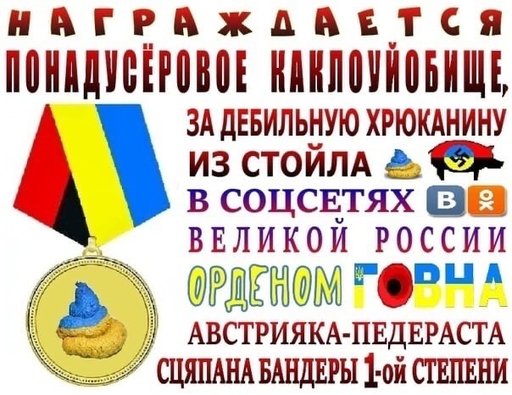 НАГРАЖДАЕТСЯ
ПОНАДУСЁРОВОЕ КАКЛОУЙОБИЩЕ,
ЗА ДЕБИЛЬНУЮ ХРЮКАНИНУ
ИЗ СТОЙЛА
В СОЦСЕТЯХ В
ВЕЛИКОЙ РОССИИ
ОРДЕНОМ ГОВНА
АВСТРИЯКА-ПЕДЕРАСТА
СЦЯПАНА БАНДЕРЫ 1-ой СТЕПЕНИ